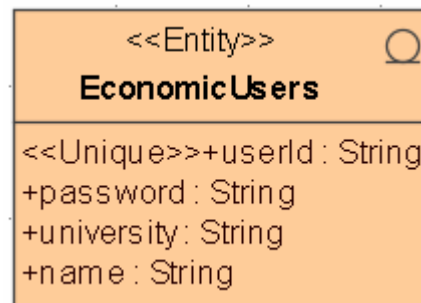 <<Entity>>
EconomicUsers
<<Unique>>+userId : String
+password : String
+university : String
+name : String